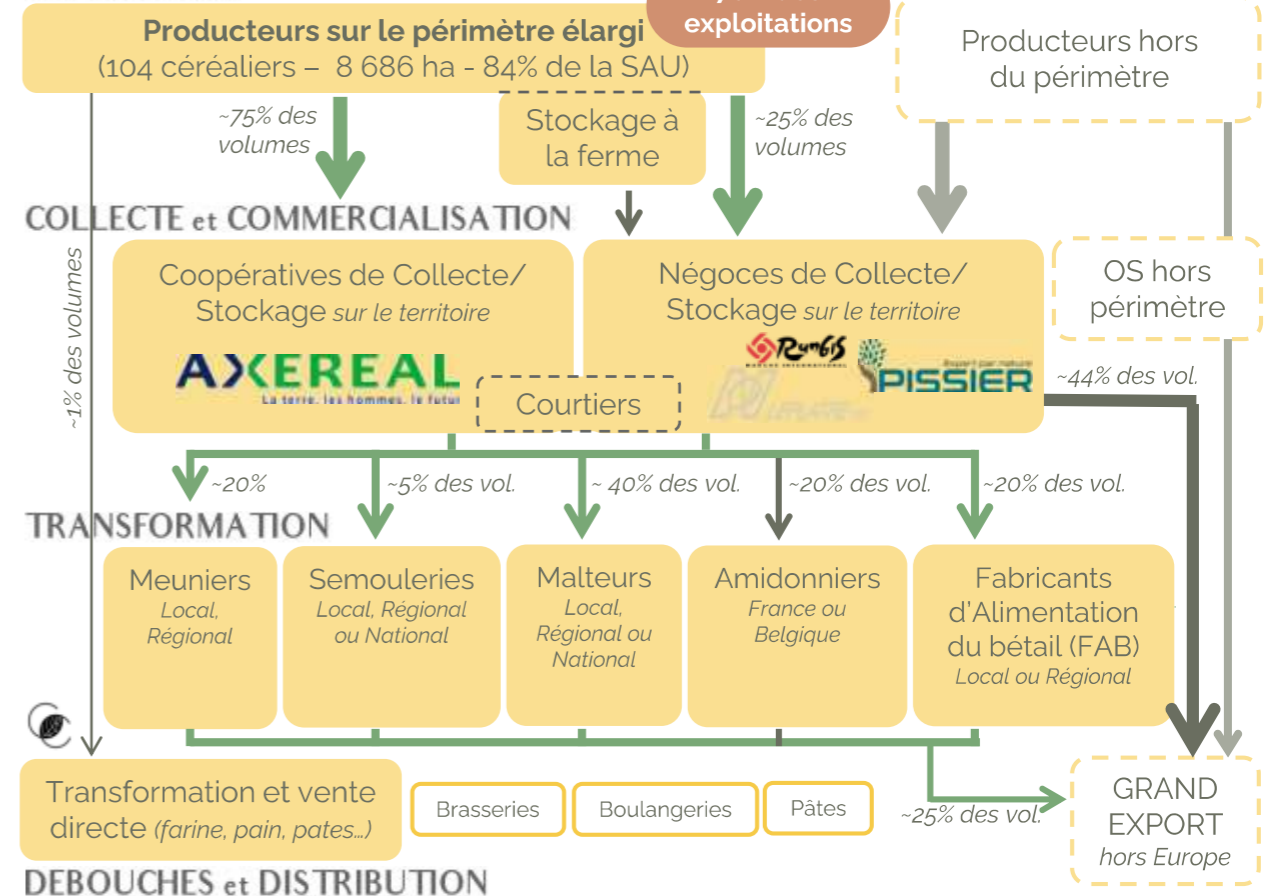 exploitations
Producteurs sur le périmètre élargi
(104 céréaliers – 8 686 ha - 84% de la SAU)
Producteurs hors
du périmètre
~75% des
volumes
Stockage à
la ferme
~25% des
volumes
COLLECTE et COMMERCIALISATION
~1% des volumes
Coopératives de Collecte/
Stockage sur le territoire
AXEREAL
La terre, les hommes, le futur
Négoces de Collecte/
Stockage sur le territoire
RunGiS
MARCHE INTERNATIONAL
Expert par nature
PISSIER
OS hors
périmètre
~44% des vol.
Courtiers
~20%
~5% des vol.
~ 40% des vol.
~20% des vol.
~20% des vol.
TRANSFORMATION
Meuniers
Local,
Régional
Semouleries
Local, Régional
ou National
Malteurs
Local,
Régional ou
National
Amidonniers
France ou
Belgique
Fabricants
d'Alimentation
du bétail (FAB)
Local ou Régional
Transformation et vente
directe (farine, pain, pates…)
Brasseries
Boulangeries
Pâtes
~25% des vol.
GRAND
EXPORT
hors Europe
DEBOUCHES et DISTRIBUTION